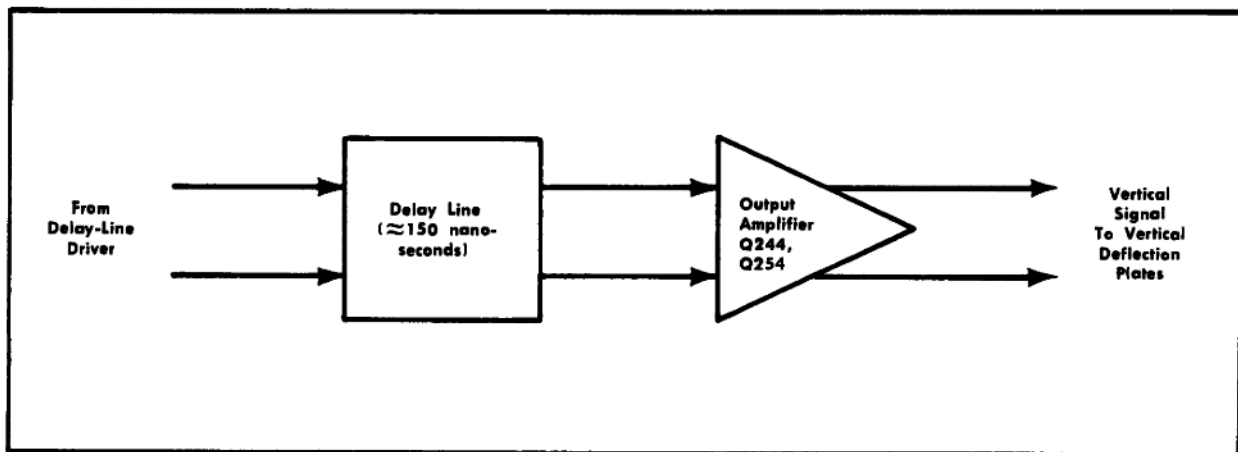 From
Delay-Line
Driver
Delay Line
(≈150 nano-
seconds)
Output
Amplifier
Q244,
Q254
Vertical
Signal
To Vertical
Deflection
Plates